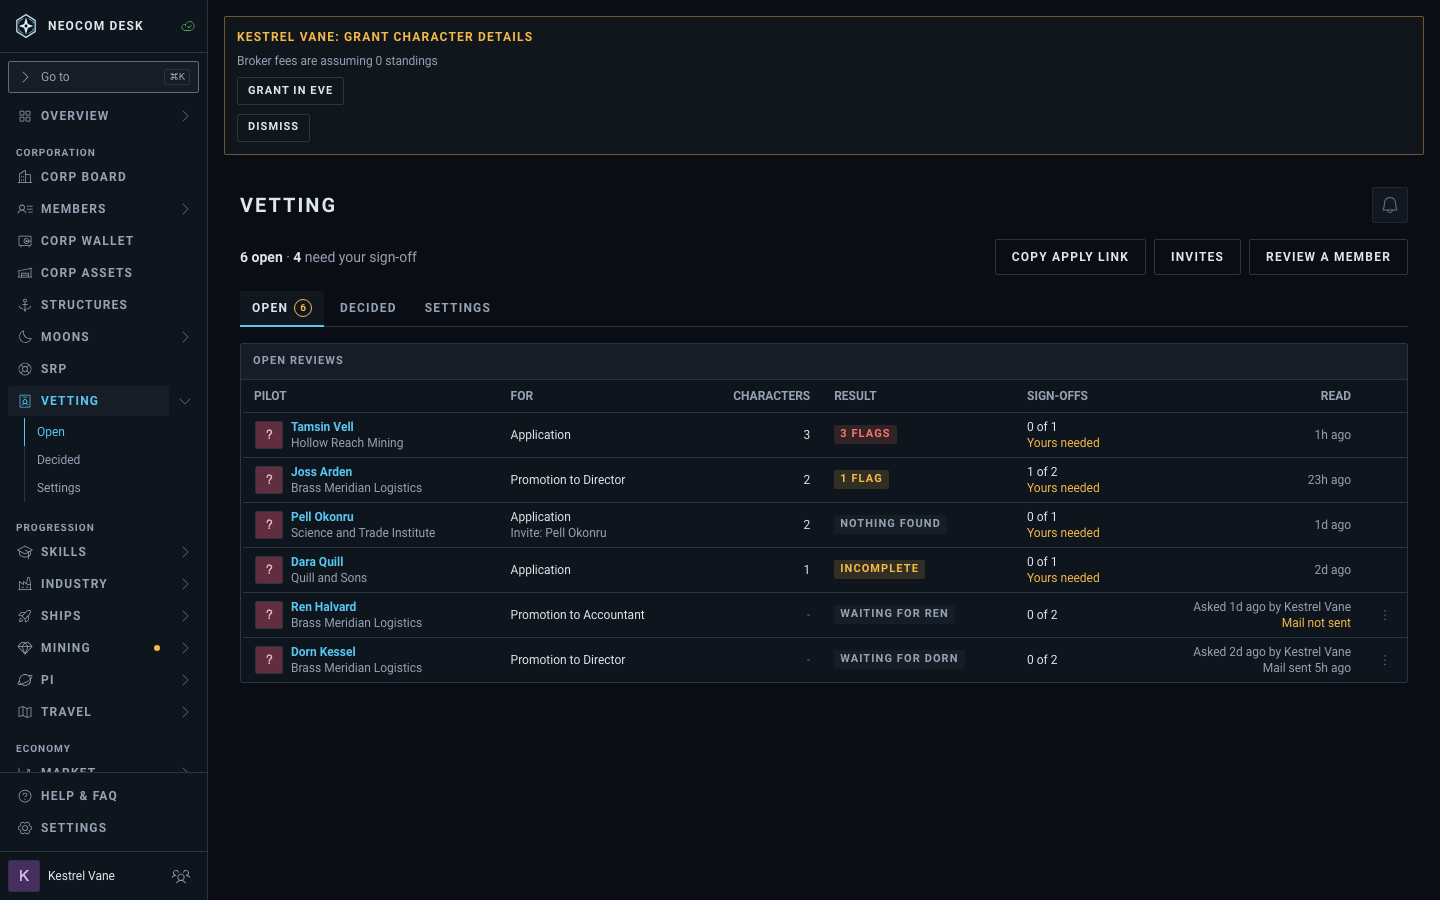 NEOCOM DESK
Go to ⌘K
OVERVIEW
CORPORATION
CORP BOARD
MEMBERS
CORP WALLET
CORP ASSETS
STRUCTURES
MOONS
SRP
VETTING
Open
Decided
Settings
PROGRESSION
SKILLS
INDUSTRY
SHIPS
MINING
PI
TRAVEL
ECONOMY
MARKET
HELP & FAQ
SETTINGS
K Kestrel Vane
KESTREL VANE: GRANT CHARACTER DETAILS
Broker fees are assuming 0 standings
GRANT IN EVE
DISMISS
VETTING
6 open · 4 need your sign-off
COPY APPLY LINK INVITES REVIEW A MEMBER
OPEN 6 DECIDED SETTINGS
OPEN REVIEWS
PILOT FOR CHARACTERS RESULT SIGN-OFFS READ
? Tamsin Vell Application 3 3 FLAGS 0 of 1 1h ago
Hollow Reach Mining Yours needed
? Joss Arden Promotion to Director 2 1 FLAG 1 of 2 23h ago
Brass Meridian Logistics Yours needed
? Pell Okonru Application 2 NOTHING FOUND 0 of 1 1d ago
Science and Trade Institute Invite: Pell Okonru Yours needed
? Dara Quill Application 1 INCOMPLETE 0 of 1 2d ago
Quill and Sons Yours needed
? Ren Halvard Promotion to Accountant - WAITING FOR REN 0 of 2 Asked 1d ago by Kestrel Vane
Brass Meridian Logistics Mail not sent
? Dorn Kessel Promotion to Director - WAITING FOR DORN 0 of 2 Asked 2d ago by Kestrel Vane
Brass Meridian Logistics Mail sent 5h ago